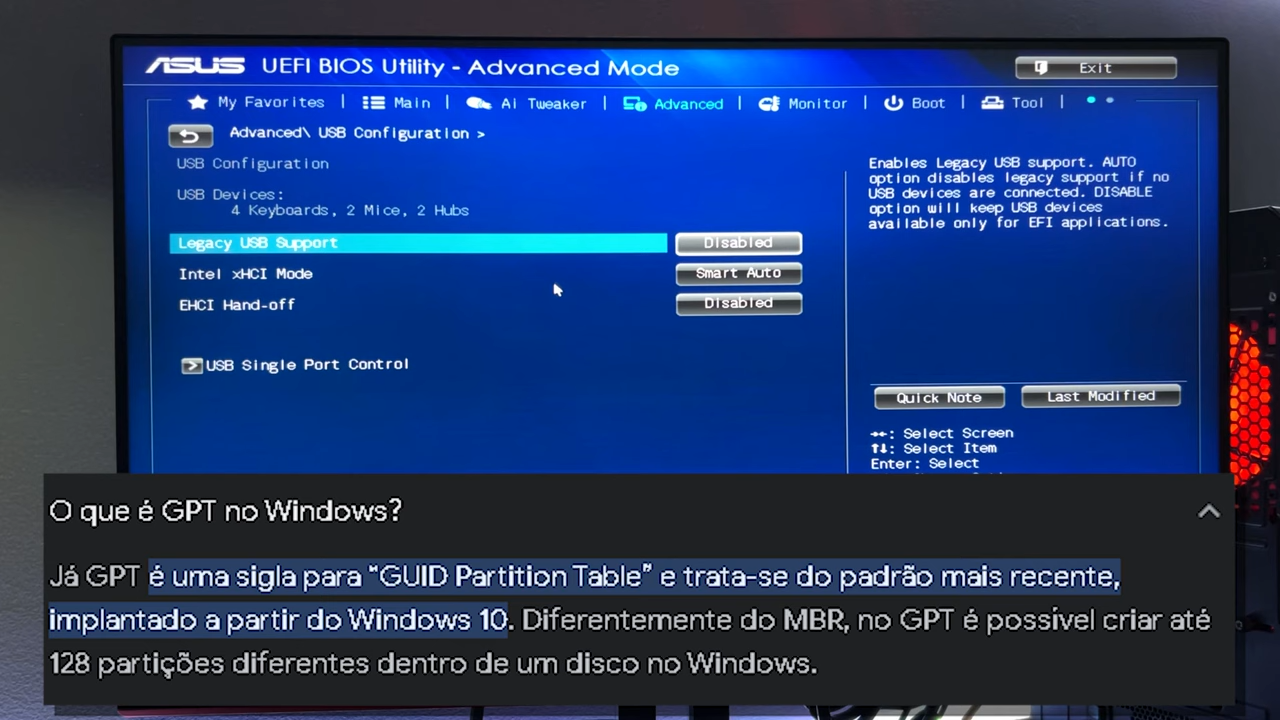 ASUS UEFI BIOS Utility - Advanced Mode
Exit
My Favorites | Main | Ai Tweaker | Advanced | Monitor | Boot | Tool |
Advanced\ USB Configuration >
USB Configuration
USB Devices:
4 Keyboards, 2 Mice, 2 Hubs
Legacy USB Support Disabled
Intel xHCI Mode Smart Auto
EHCI Hand-off Disabled
> USB Single Port Control
Enables Legacy USB support. AUTO
option disables legacy support if no
USB devices are connected. DISABLE
option will keep USB devices
available only for EFI applications.
Quick Note Last Modified
→←: Select Screen
↑↓: Select Item
Enter: Select
O que é GPT no Windows?
Já GPT é uma sigla para “GUID Partition Table” e trata-se do padrão mais recente,
implantado a partir do Windows 10. Diferentemente do MBR, no GPT é possível criar até
128 partições diferentes dentro de um disco no Windows.